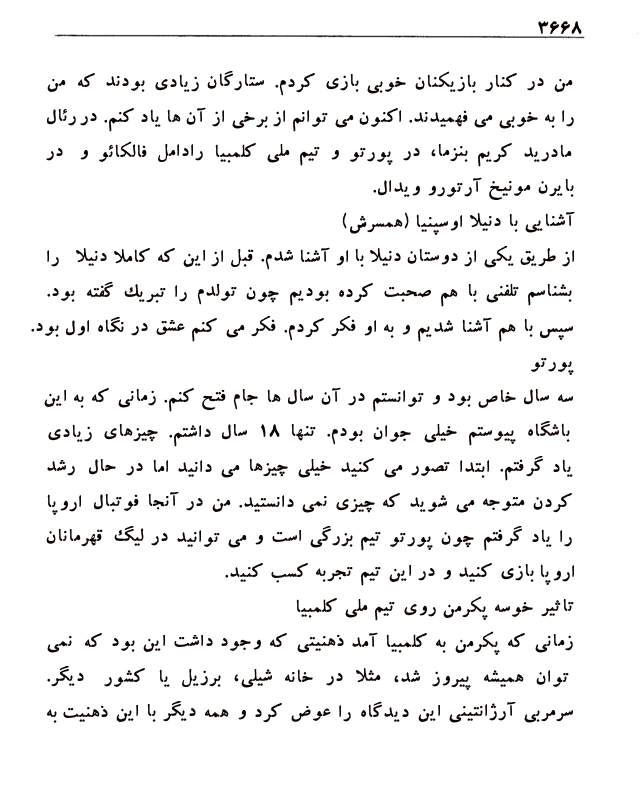 ۳۶۶۸
من در کنار بازیکنان خوبی بازی کردم. ستارگان زیادی بودند که من
را به خوبی می فهمیدند. اکنون می توانم از برخی از آن ها یاد کنم. در رئال
مادرید کریم بنزما، در پورتو و تیم ملی کلمبیا رادامل فالکائو و در
بایرن مونیخ آرتورو ویدال.
آشنایی با دنیلا اوسپنیا (همسرش)
از طریق یکی از دوستان دنیلا با او آشنا شدم. قبل از این که کاملا دنیلا را
بشناسم تلفنی با هم صحبت کرده بودیم چون تولدم را تبریک گفته بود.
سپس با هم آشنا شدیم و به او فکر کردم. فکر می کنم عشق در نگاه اول بود.
پورتو
سه سال خاص بود و توانستم در آن سال ها جام فتح کنم. زمانی که به این
باشگاه پیوستم خیلی جوان بودم. تنها ۱۸ سال داشتم. چیزهای زیادی
یاد گرفتم. ابتدا تصور می کنید خیلی چیزها می دانید اما در حال رشد
کردن متوجه می شوید که چیزی نمی دانستید. من در آنجا فوتبال اروپا
را یاد گرفتم چون پورتو تیم بزرگی است و می توانید در لیگ قهرمانان
اروپا بازی کنید و در این تیم تجربه کسب کنید.
تاثیر خوسه پکرمن روی تیم ملی کلمبیا
زمانی که پکرمن به کلمبیا آمد ذهنیتی که وجود داشت این بود که نمی
توان همیشه پیروز شد، مثلا در خانه شیلی، برزیل یا کشور دیگر.
سرمربی آرژانتینی این دیدگاه را عوض کرد و همه دیگر با این ذهنیت به